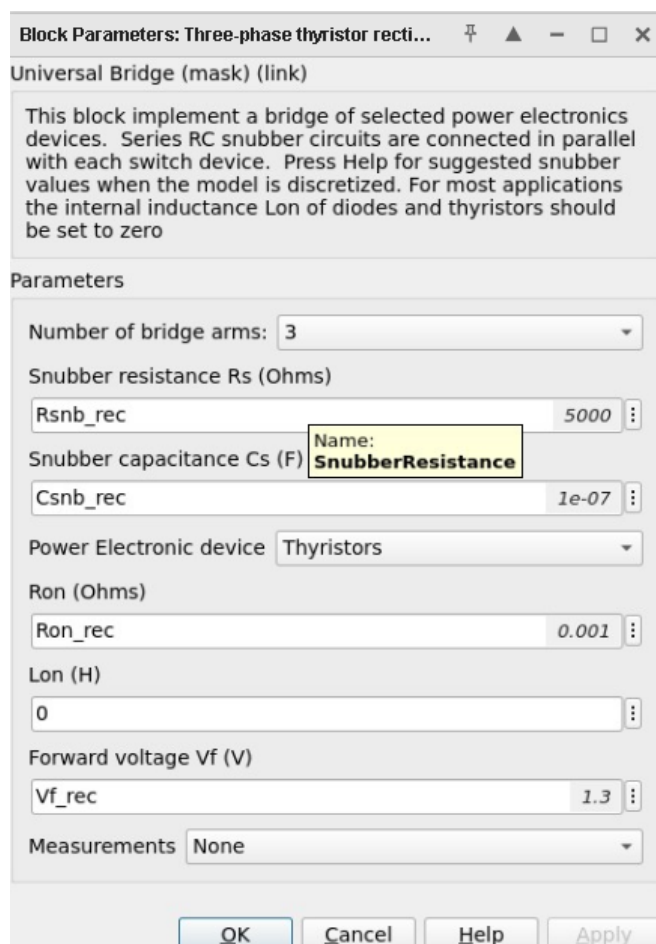 Block Parameters: Three-phase thyristor recti...
Universal Bridge (mask) (link)
This block implement a bridge of selected power electronics
devices.  Series RC snubber circuits are connected in parallel
with each switch device.  Press Help for suggested snubber
values when the model is discretized. For most applications
the internal inductance Lon of diodes and thyristors should
be set to zero
Parameters
Number of bridge arms: 3
Snubber resistance Rs (Ohms)
Rsnb_rec 5000
Name:
SnubberResistance
Snubber capacitance Cs (F)
Csnb_rec 1e-07
Power Electronic device Thyristors
Ron (Ohms)
Ron_rec 0.001
Lon (H)
0
Forward voltage Vf (V)
Vf_rec 1.3
Measurements None
OK Cancel Help Apply